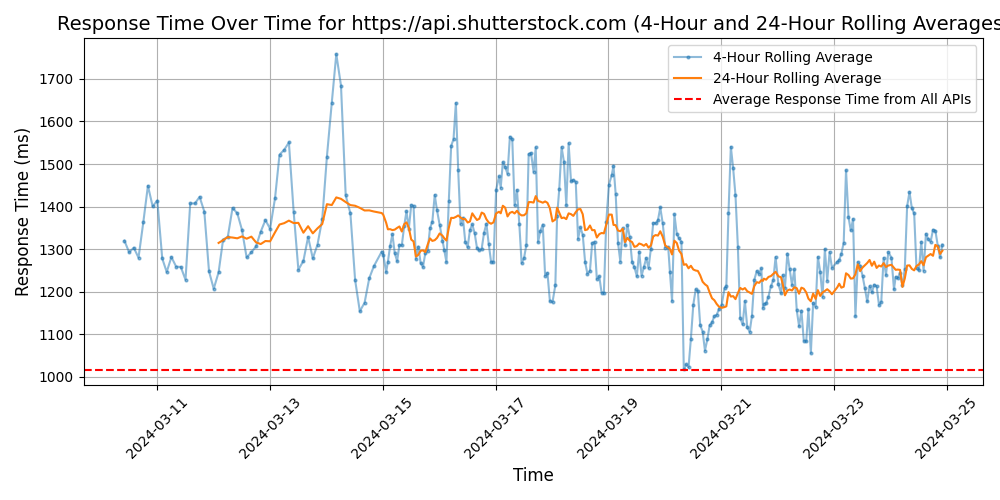 Response Time Over Time for https://api.shutterstock.com (4-Hour and 24-Hour Rolling Averages
4-Hour Rolling Average
24-Hour Rolling Average
Average Response Time from All APIs
Response Time (ms)
1700
1600
1500
1400
1300
1200
1100
1000
2024-03-11
2024-03-13
2024-03-15
2024-03-17
2024-03-19
2024-03-21
2024-03-23
2024-03-25
Time